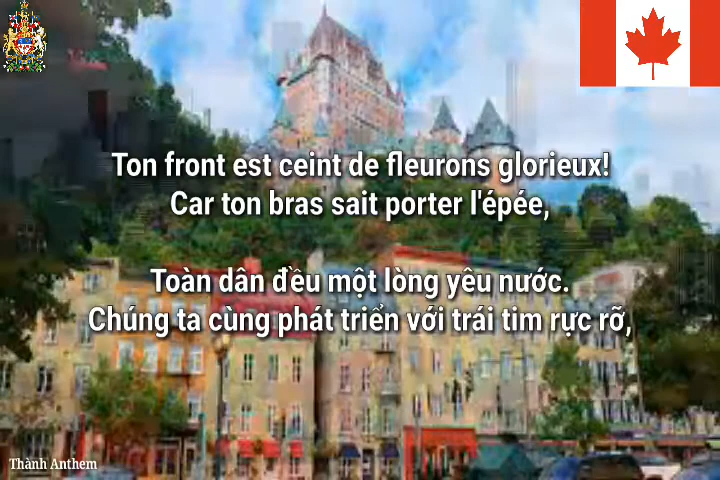 Ton front est ceint de fleurons glorieux!
Car ton bras sait porter l'épée,
Toàn dân đều một lòng yêu nước.
Chúng ta cùng phát triển với trái tim rực rỡ,
Thành Anthem